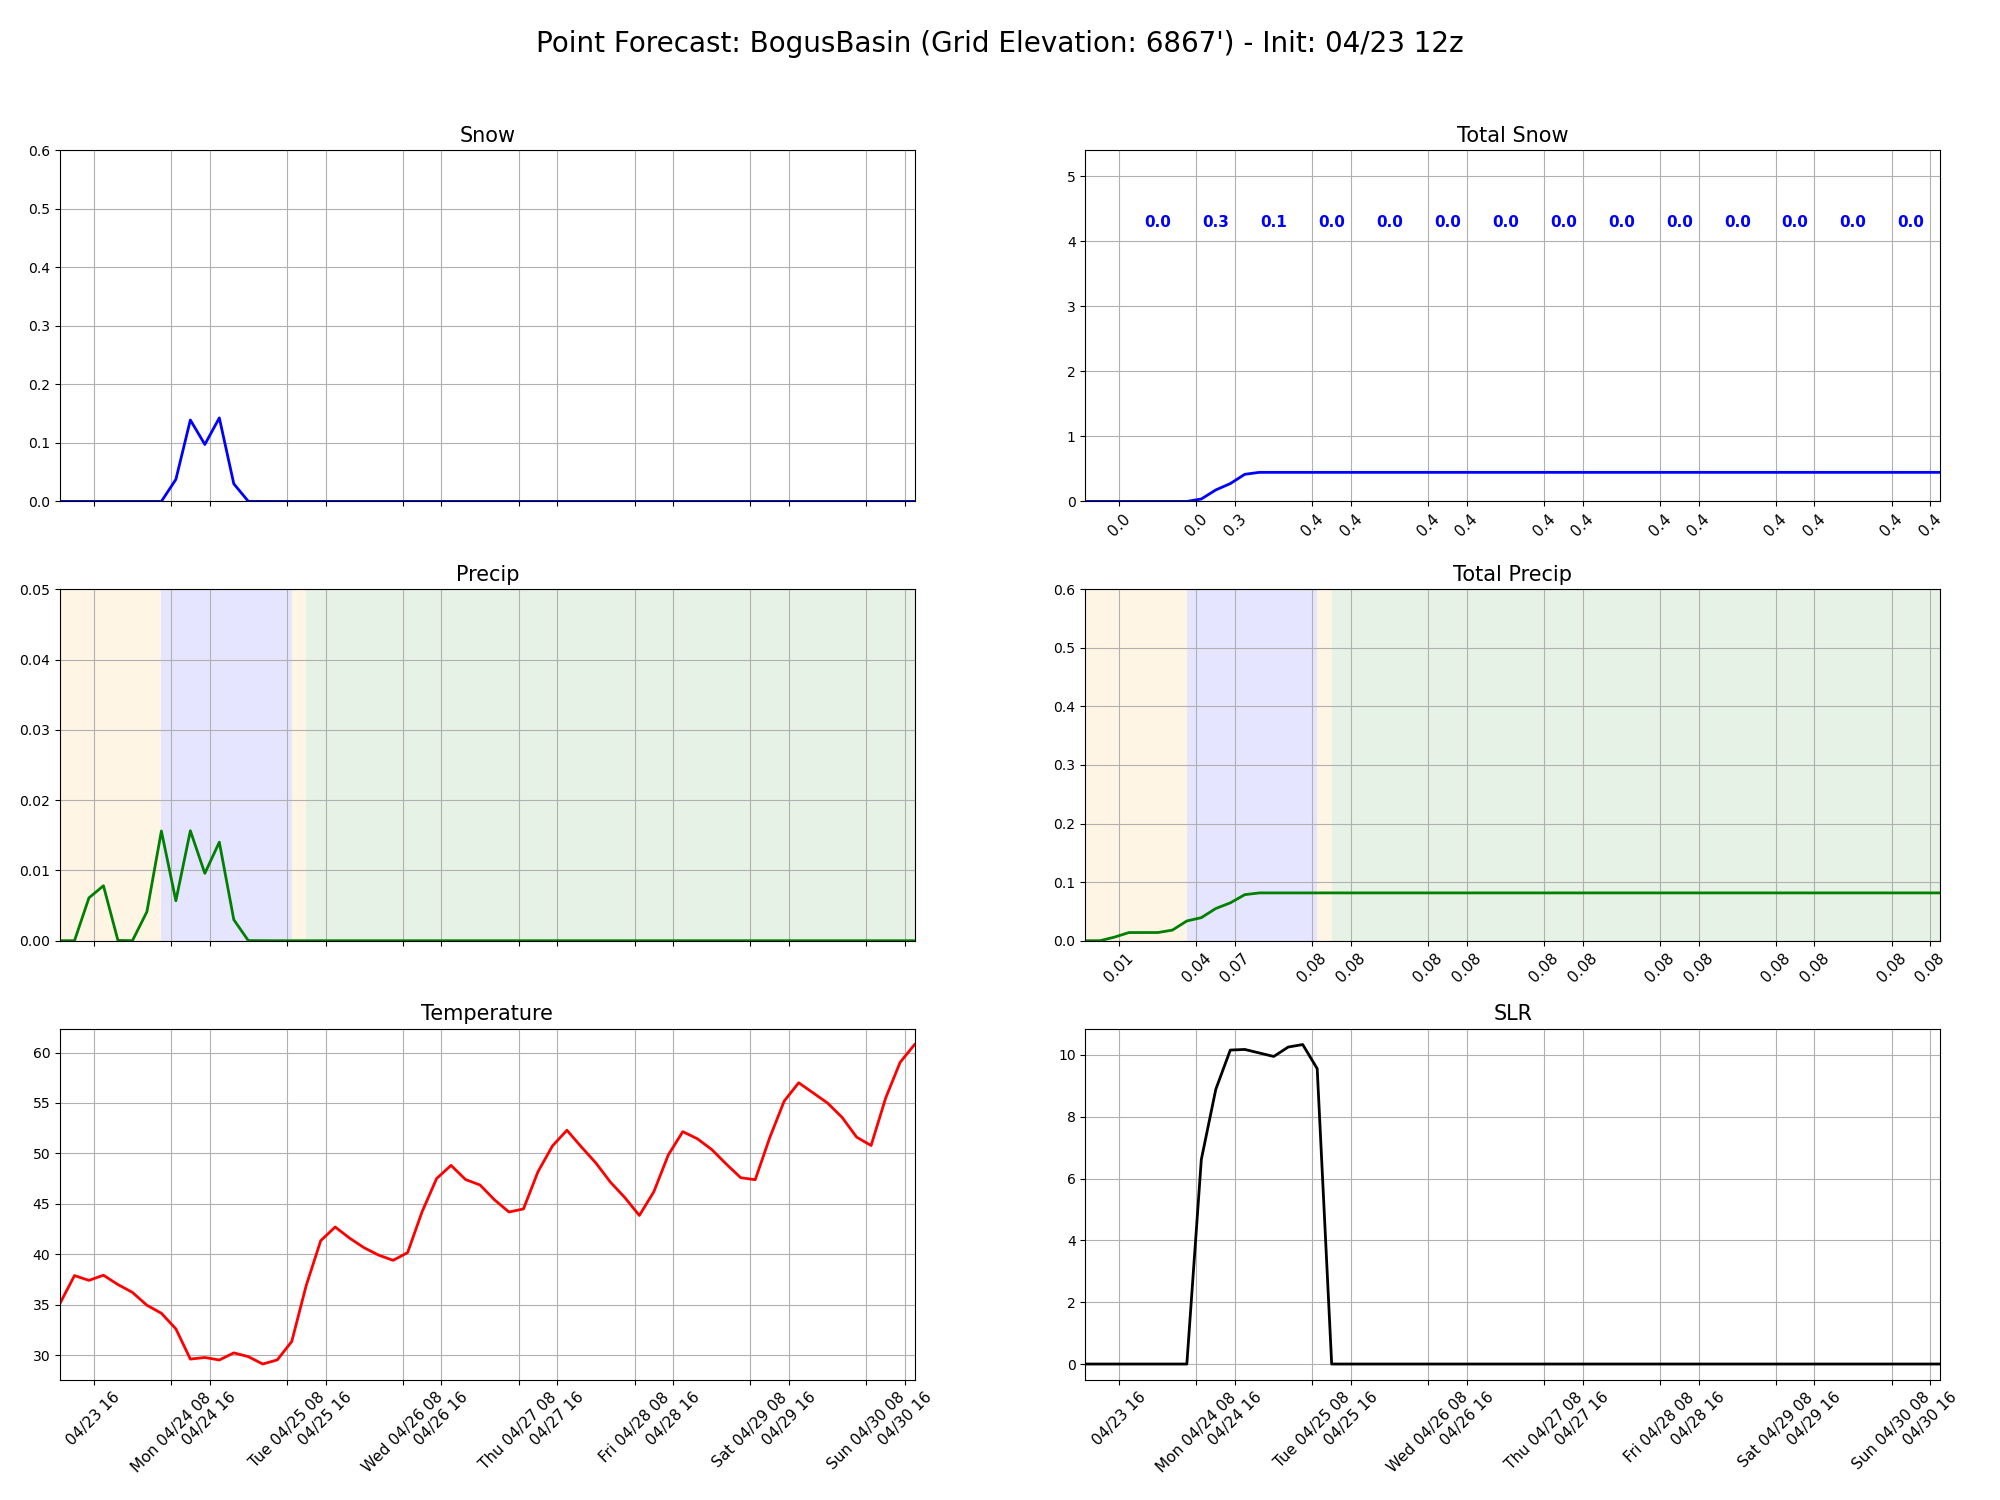 Point Forecast: BogusBasin (Grid Elevation: 6867') - Init: 04/23 12z
Snow
0.6
0.5
0.4
0.3
0.2
0.1
0.0
Total Snow
5
4
3
2
1
0
0.0 0.3 0.1 0.0 0.0 0.0 0.0 0.0 0.0 0.0 0.0 0.0 0.0 0.0
0.0 0.0 0.3 0.4 0.4 0.4 0.4 0.4 0.4 0.4 0.4 0.4 0.4 0.4 0.4
Precip
0.05
0.04
0.03
0.02
0.01
0.00
Total Precip
0.6
0.5
0.4
0.3
0.2
0.1
0.0
0.01 0.04 0.07 0.08 0.08 0.08 0.08 0.08 0.08 0.08 0.08 0.08 0.08 0.08 0.08
Temperature
60
55
50
45
40
35
30
04/23 16
Mon 04/24 08
04/24 16
Tue 04/25 08
04/25 16
Wed 04/26 08
04/26 16
Thu 04/27 08
04/27 16
Fri 04/28 08
04/28 16
Sat 04/29 08
04/29 16
Sun 04/30 08
04/30 16
SLR
10
8
6
4
2
0
04/23 16
Mon 04/24 08
04/24 16
Tue 04/25 08
04/25 16
Wed 04/26 08
04/26 16
Thu 04/27 08
04/27 16
Fri 04/28 08
04/28 16
Sat 04/29 08
04/29 16
Sun 04/30 08
04/30 16